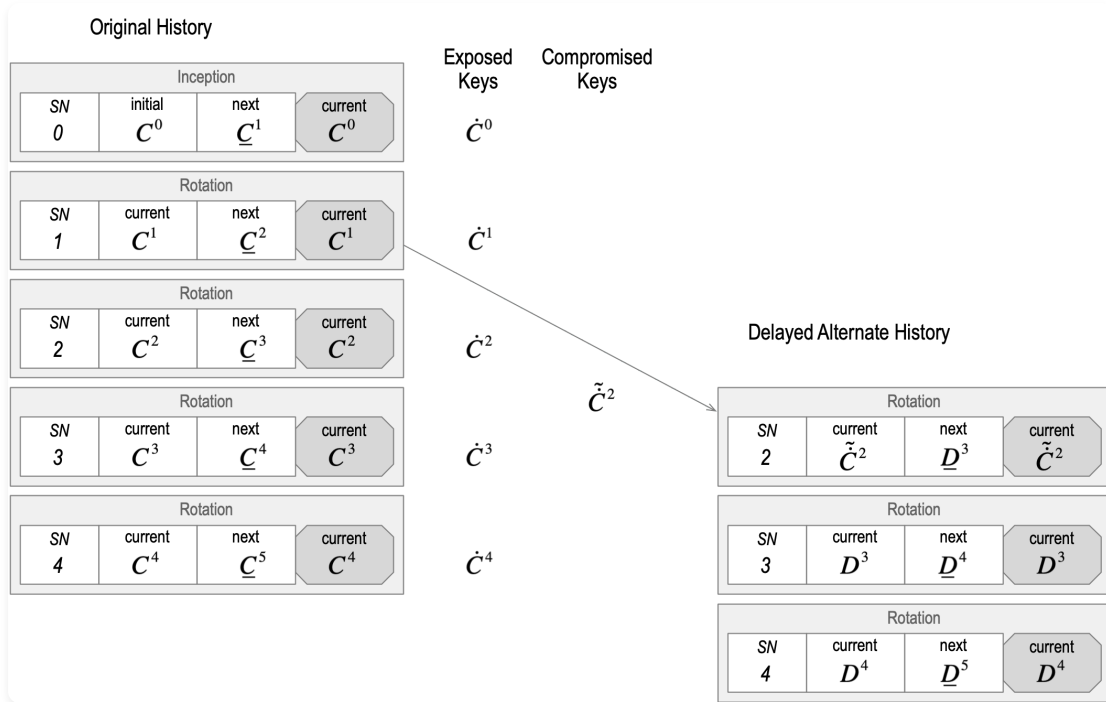 Original History
Exposed Keys
Compromised Keys
Inception
SN initial next current
0 C⁰ C̲¹ C⁰ Ċ⁰
Rotation
SN current next current
1 C¹ C̲² C¹ Ċ¹
Rotation
SN current next current
2 C² C̲³ C² Ċ²
Rotation
SN current next current
3 C³ C̲⁴ C³ Ċ³
Rotation
SN current next current
4 C⁴ C̲⁵ C⁴ Ċ⁴
Ċ̃²
Delayed Alternate History
Rotation
SN current next current
2 Ċ̃² D̲³ Ċ̃²
Rotation
SN current next current
3 D³ D̲⁴ D³
Rotation
SN current next current
4 D⁴ D̲⁵ D⁴